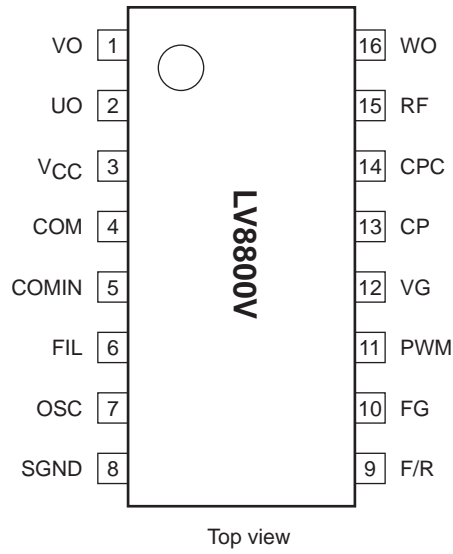 VO 1 16 WO
UO 2 15 RF
VCC 3 14 CPC
COM 4 13 CP
COMIN 5 12 VG
FIL 6 11 PWM
OSC 7 10 FG
SGND 8 9 F/R
LV8800V
Top view